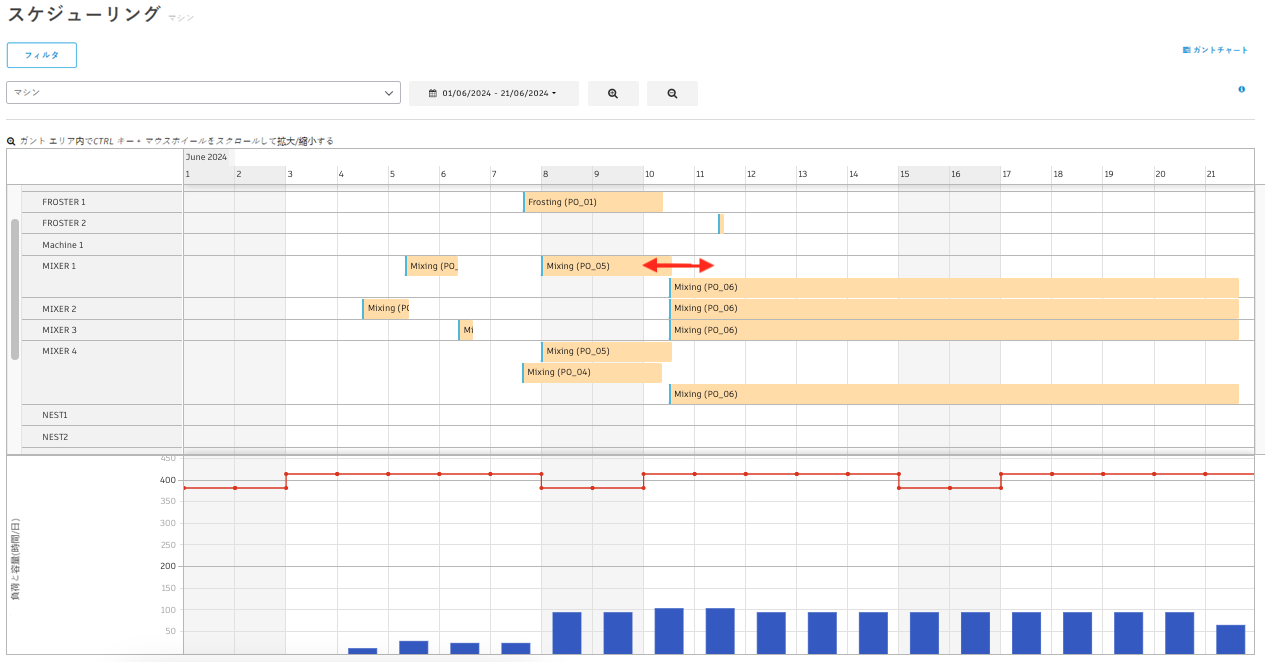 スケジューリング マシン
フィルタ
ガントチャート
マシン
01/06/2024 - 21/06/2024
ガント エリア内でCTRL キー + マウスホイールをスクロールして拡大/縮小する
June 2024
1 2 3 4 5 6 7 8 9 10 11 12 13 14 15 16 17 18 19 20 21
FROSTER 1 Frosting (PO_01)
FROSTER 2
Machine 1
MIXER 1 Mixing (PO_ Mixing (PO_05)
Mixing (PO_06)
MIXER 2 Mixing (PO Mixing (PO_06)
MIXER 3 Mi Mixing (PO_06)
MIXER 4 Mixing (PO_05)
Mixing (PO_04)
Mixing (PO_06)
NEST1
NEST2
負荷と容量(時間/日)
450
400
350
300
250
200
150
100
50